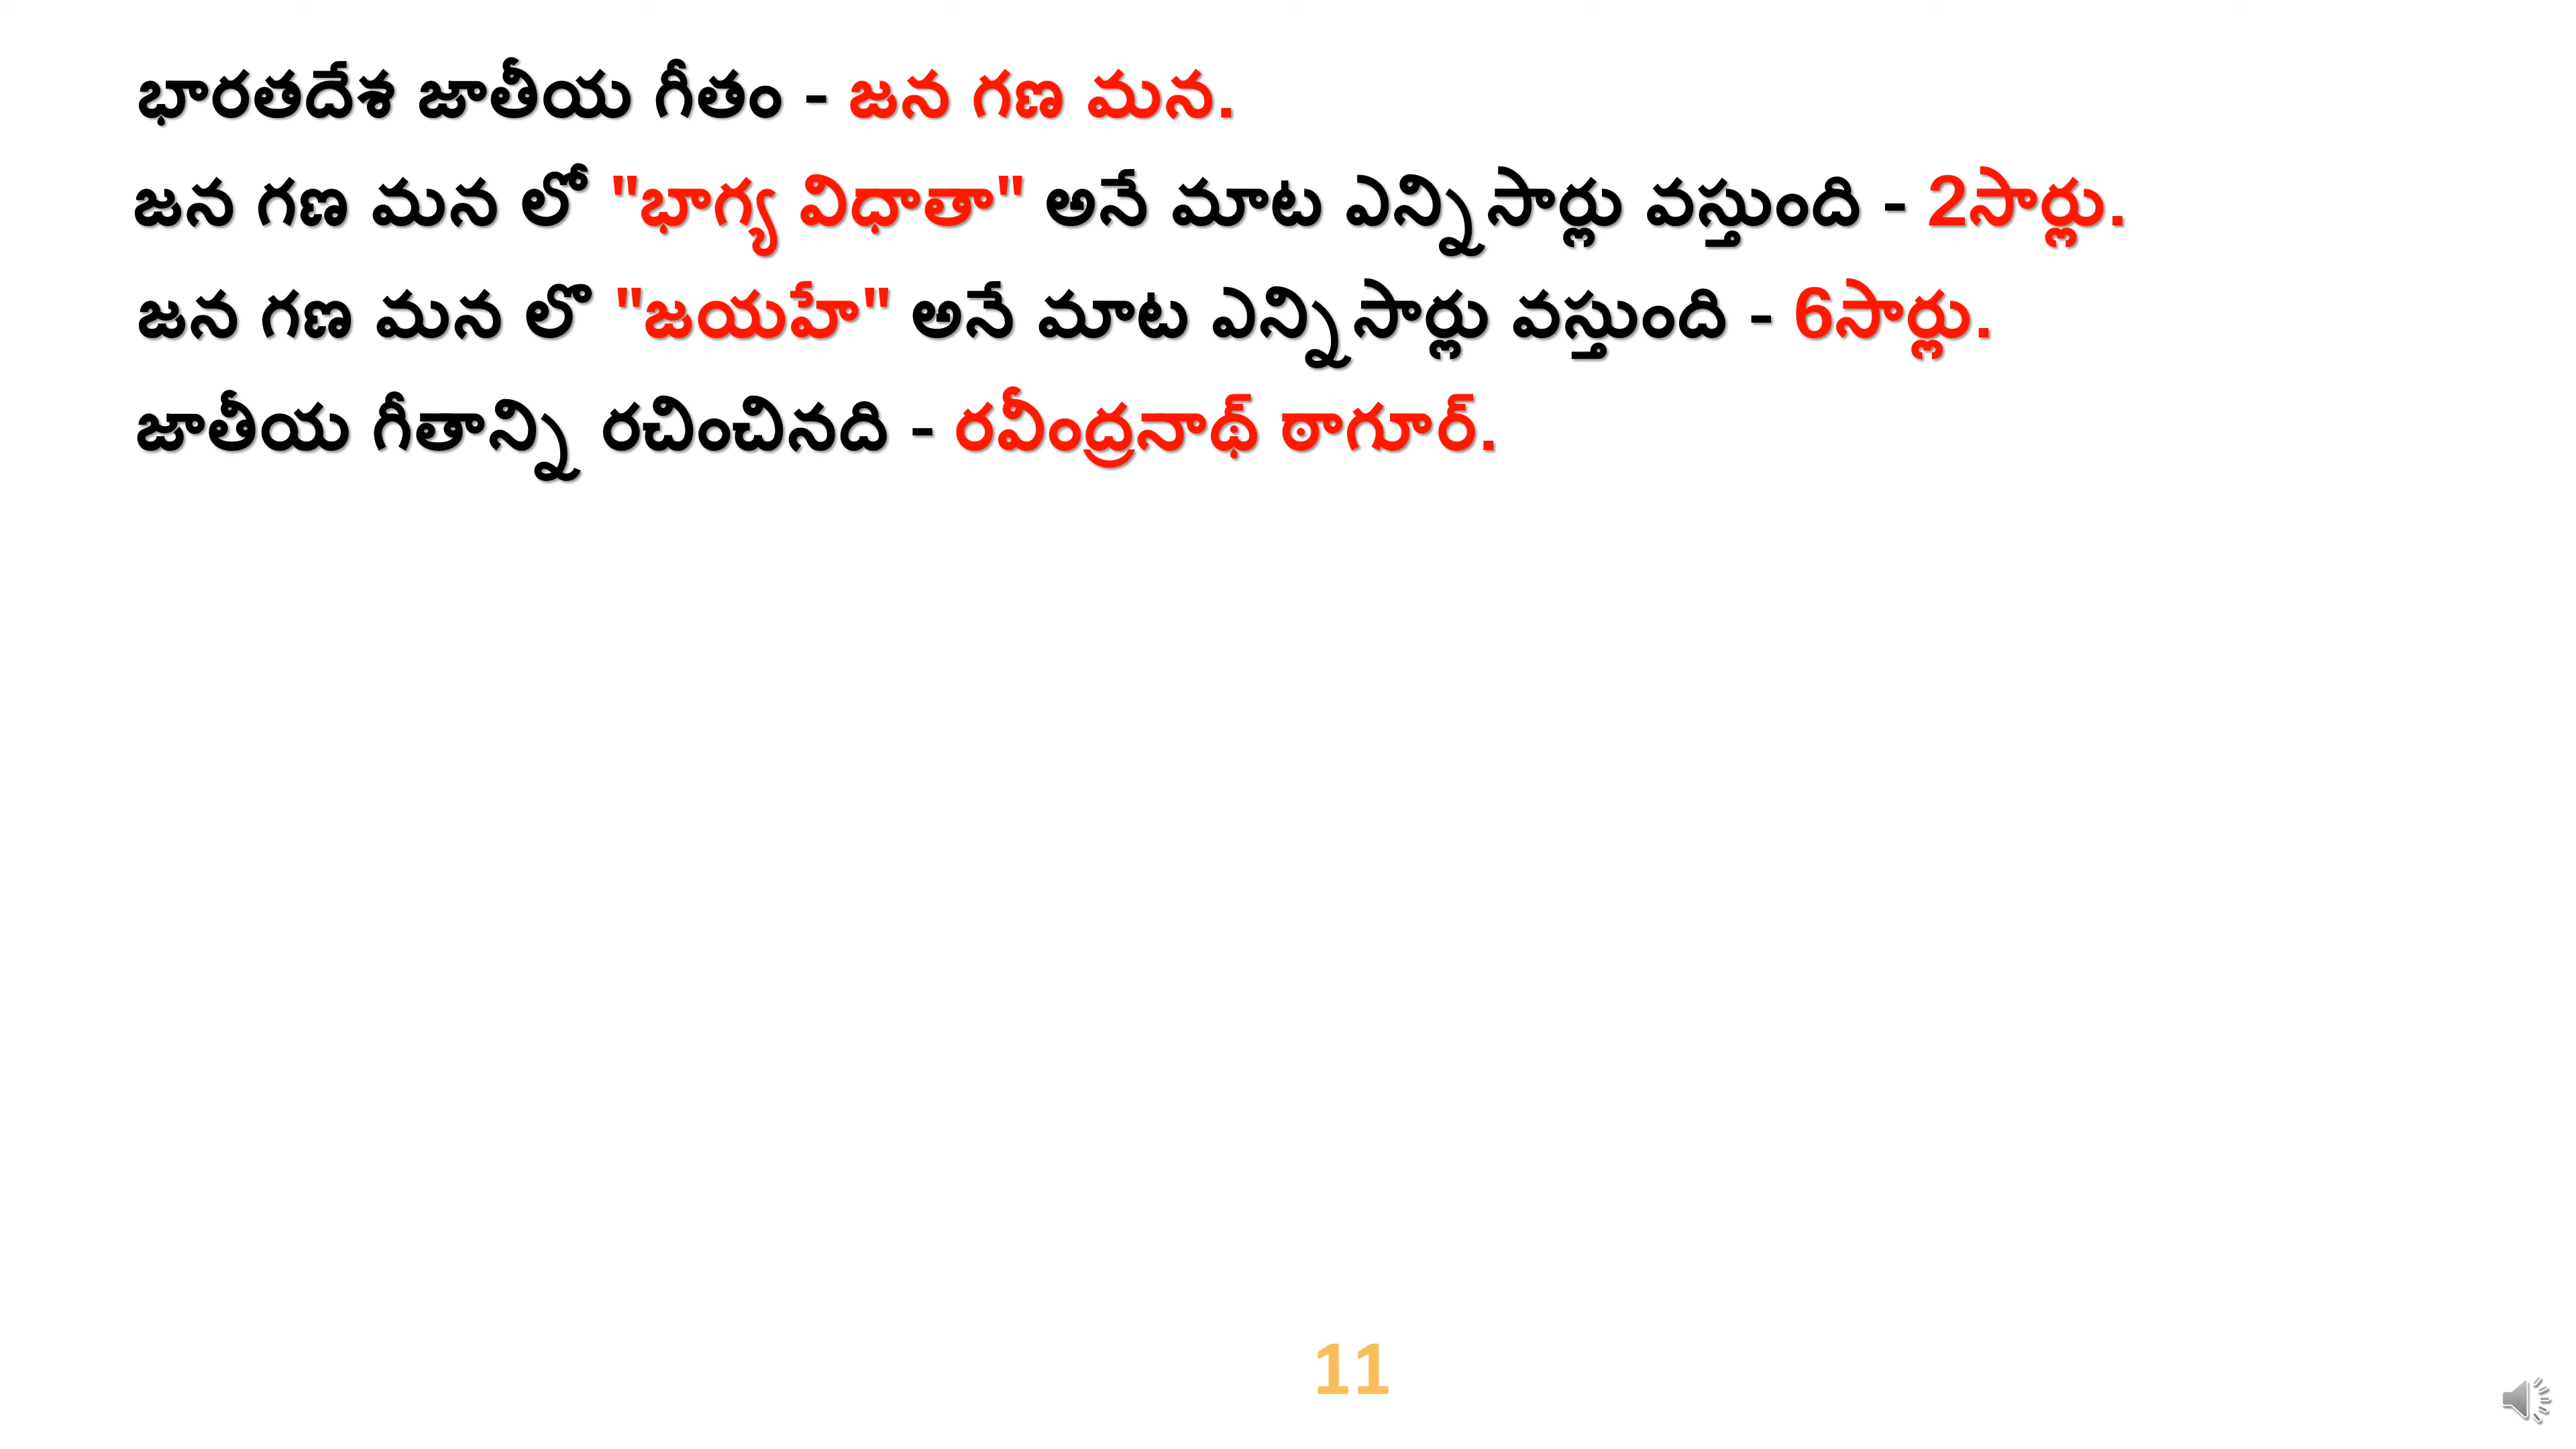 భారతదేశ జాతీయ గీతం - జన గణ మన.
జన గణ మన లో "భాగ్య విధాతా" అనే మాట ఎన్నిసార్లు వస్తుంది - 2సార్లు.
జన గణ మన లొ "జయహే" అనే మాట ఎన్నిసార్లు వస్తుంది - 6సార్లు.
జాతీయ గీతాన్ని రచించినది - రవీంద్రనాథ్ ఠాగూర్.
11